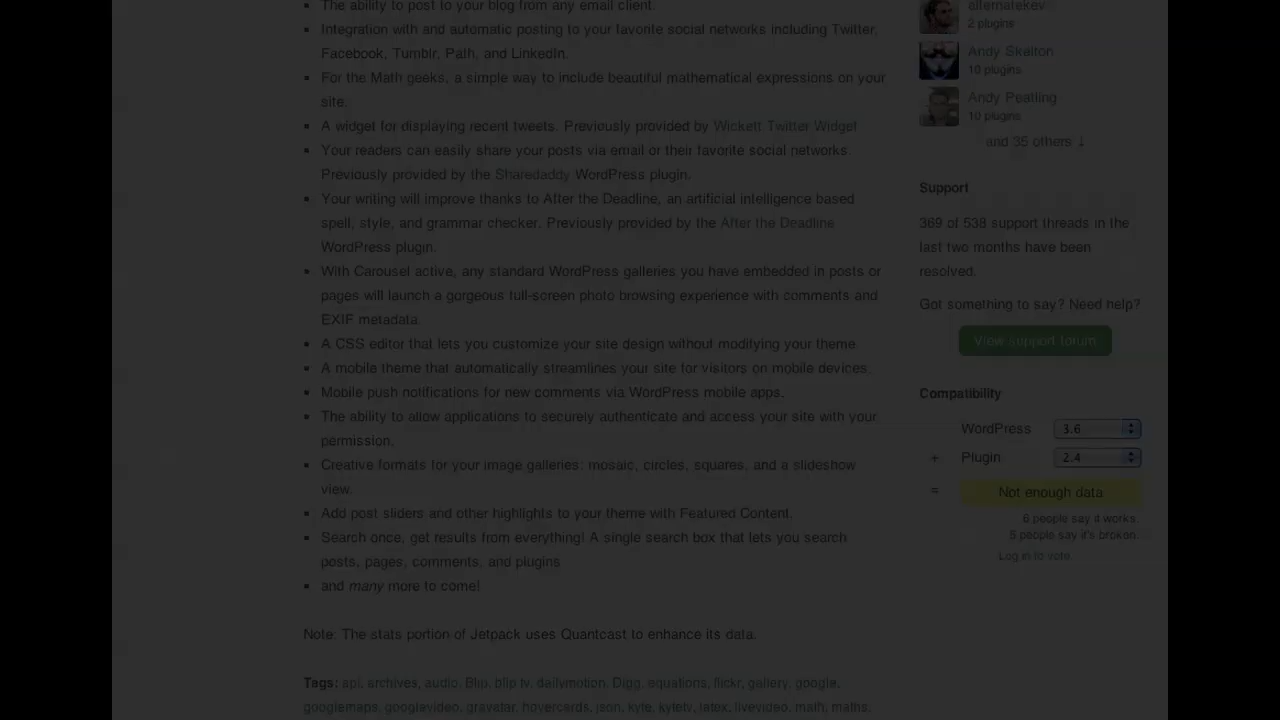 The ability to post to your blog from any email client.
Integration with and automatic posting to your favorite social networks including Twitter,
Facebook, Tumblr, Path, and LinkedIn.
For the Math geeks, a simple way to include beautiful mathematical expressions on your
site.
A widget for displaying recent tweets. Previously provided by Wickett Twitter Widget
Your readers can easily share your posts via email or their favorite social networks.
Previously provided by the Sharedaddy WordPress plugin.
Your writing will improve thanks to After the Deadline, an artificial intelligence based
spell, style, and grammar checker. Previously provided by the After the Deadline
WordPress plugin.
With Carousel active, any standard WordPress galleries you have embedded in posts or
pages will launch a gorgeous full-screen photo browsing experience with comments and
EXIF metadata.
A CSS editor that lets you customize your site design without modifying your theme.
A mobile theme that automatically streamlines your site for visitors on mobile devices.
Mobile push notifications for new comments via WordPress mobile apps.
The ability to allow applications to securely authenticate and access your site with your
permission.
Creative formats for your image galleries: mosaic, circles, squares, and a slideshow
view.
Add post sliders and other highlights to your theme with Featured Content.
Search once, get results from everything! A single search box that lets you search
posts, pages, comments, and plugins
and many more to come!
Note: The stats portion of Jetpack uses Quantcast to enhance its data.
Tags: api, archives, audio, Blip, blip tv, dailymotion, Digg, equations, flickr, gallery, google,
googlemaps, googlevideo, gravatar, hovercards, json, kyte, kytetv, latex, livevideo, math, maths,
alternatekev
2 plugins
Andy Skelton
10 plugins
Andy Peatling
10 plugins
and 35 others ↓
Support
369 of 538 support threads in the
last two months have been
resolved.
Got something to say? Need help?
View support forum
Compatibility
WordPress 3.6
+ Plugin 2.4
= Not enough data
6 people say it works.
5 people say it's broken.
Log in to vote.